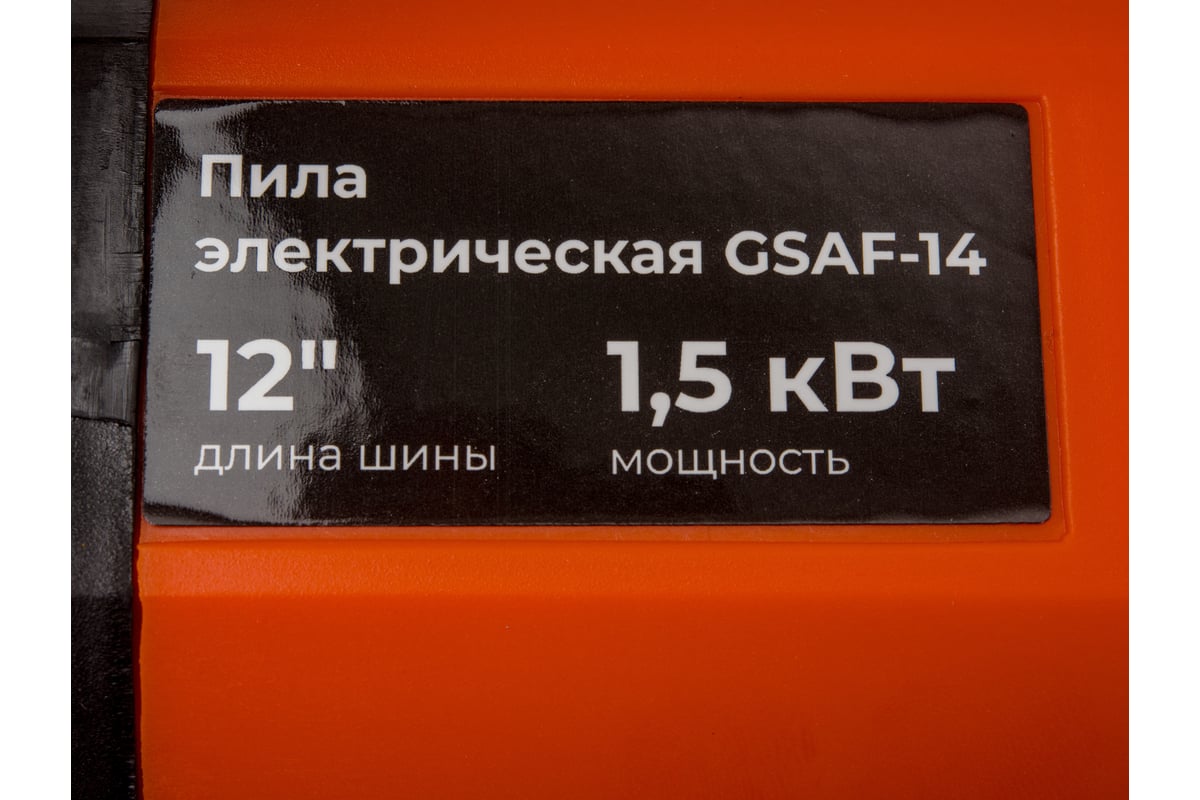 Пила
электрическая GSAF-14
12" 1,5 кВт
длина шины мощность